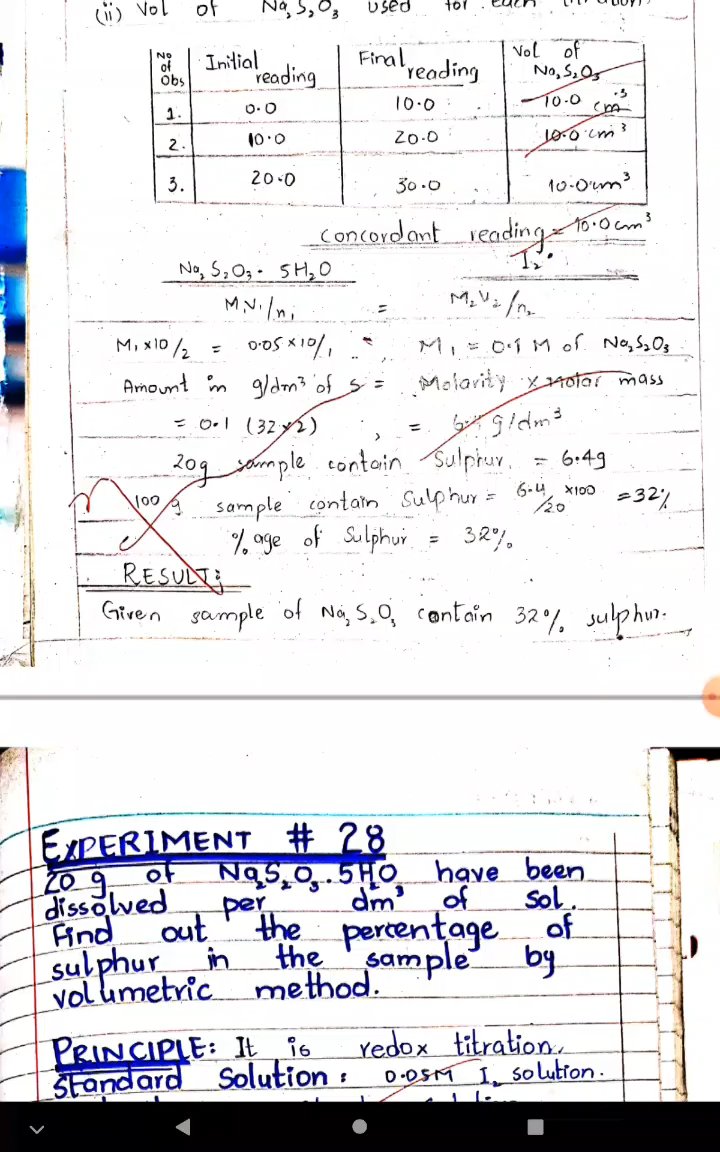 (ii) Vol of Na₂S₂O₃ used for each
No of Obs | Initial reading | Final reading | Vol of Na₂S₂O₃
1. | 0.0 | 10.0 | 10.0 cm³
2. | 10.0 | 20.0 | 10.0 cm³
3. | 20.0 | 30.0 | 10.0 cm³
Concordant reading = 10.0 cm³
Na₂S₂O₃. 5H₂O I₂.
M₁V₁/n₁ = M₂V₂/n₂
M₁×10/2 = 0.05×10/1 M₁ = 0.1 M of Na₂S₂O₃
Amount in g/dm³ of S = Molarity × molar mass
= 0.1 (32×2) , = 6.4 g/dm³
20g sample contain Sulphur = 6.4g
100 g sample contain Sulphur = 6.4/20 ×100 = 32%
% age of Sulphur = 32%.
RESULT:
Given sample of Na₂S₂O₃ contain 32% sulphur.
EXPERIMENT # 28
20 g of Na₂S₂O₃.5H₂O have been
dissolved per dm³ of sol.
Find out the percentage of
sulphur in the sample by
volumetric method.
PRINCIPLE: It is redox titration.
Standard Solution: 0.05M I₂ solution.